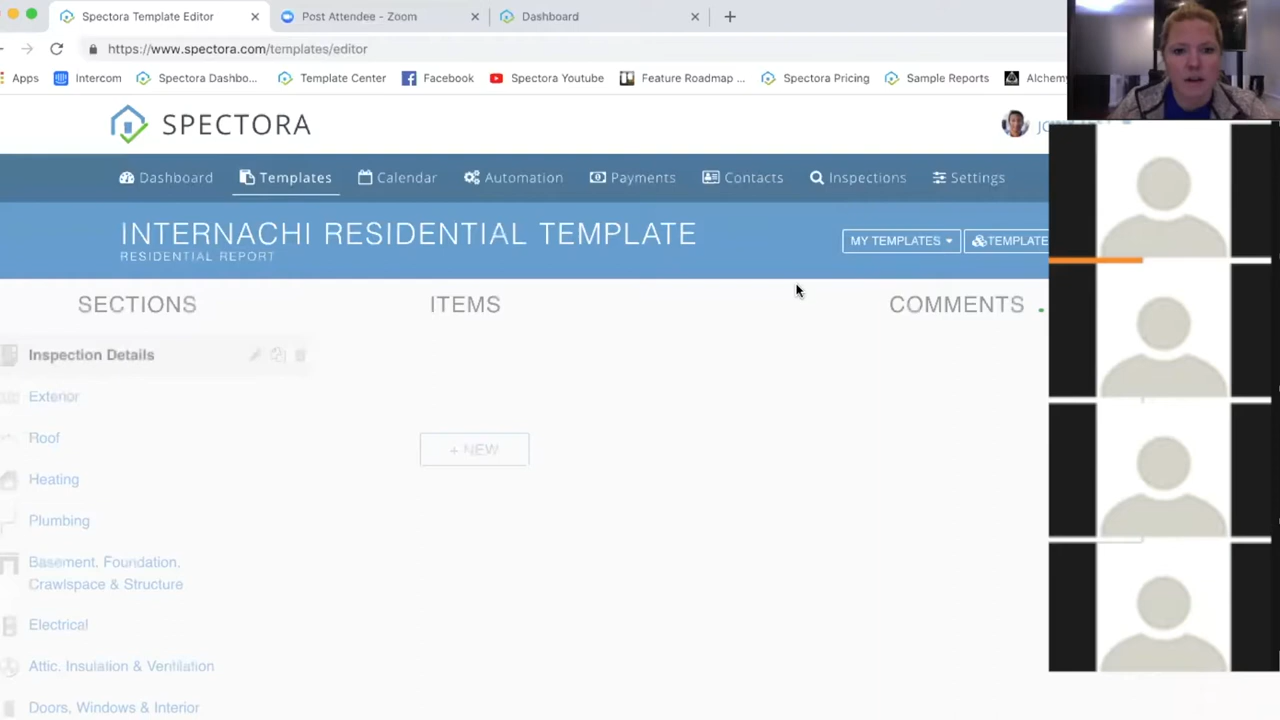 Spectora Template Editor
Post Attendee - Zoom
Dashboard
https://www.spectora.com/templates/editor
Apps
Intercom
Spectora Dashbo...
Template Center
Facebook
Spectora Youtube
Feature Roadmap ...
Spectora Pricing
Sample Reports
Alchemy
SPECTORA
Dashboard
Templates
Calendar
Automation
Payments
Contacts
Inspections
Settings
INTERNACHI RESIDENTIAL TEMPLATE
RESIDENTIAL REPORT
MY TEMPLATES
TEMPLATE
SECTIONS
ITEMS
COMMENTS
Inspection Details
Exterior
Roof
Heating
+ NEW
Plumbing
Basement, Foundation,
Crawlspace & Structure
Electrical
Attic, Insulation & Ventilation
Doors, Windows & Interior